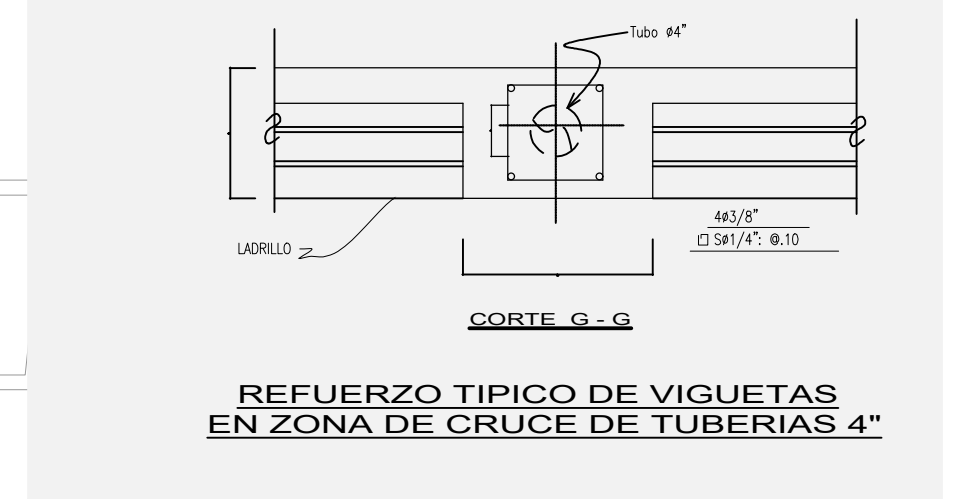 Tubo ø4"
4ø3/8"
Sø1/4": @.10
LADRILLO
CORTE G - G
REFUERZO TIPICO DE VIGUETAS
EN ZONA DE CRUCE DE TUBERIAS 4"